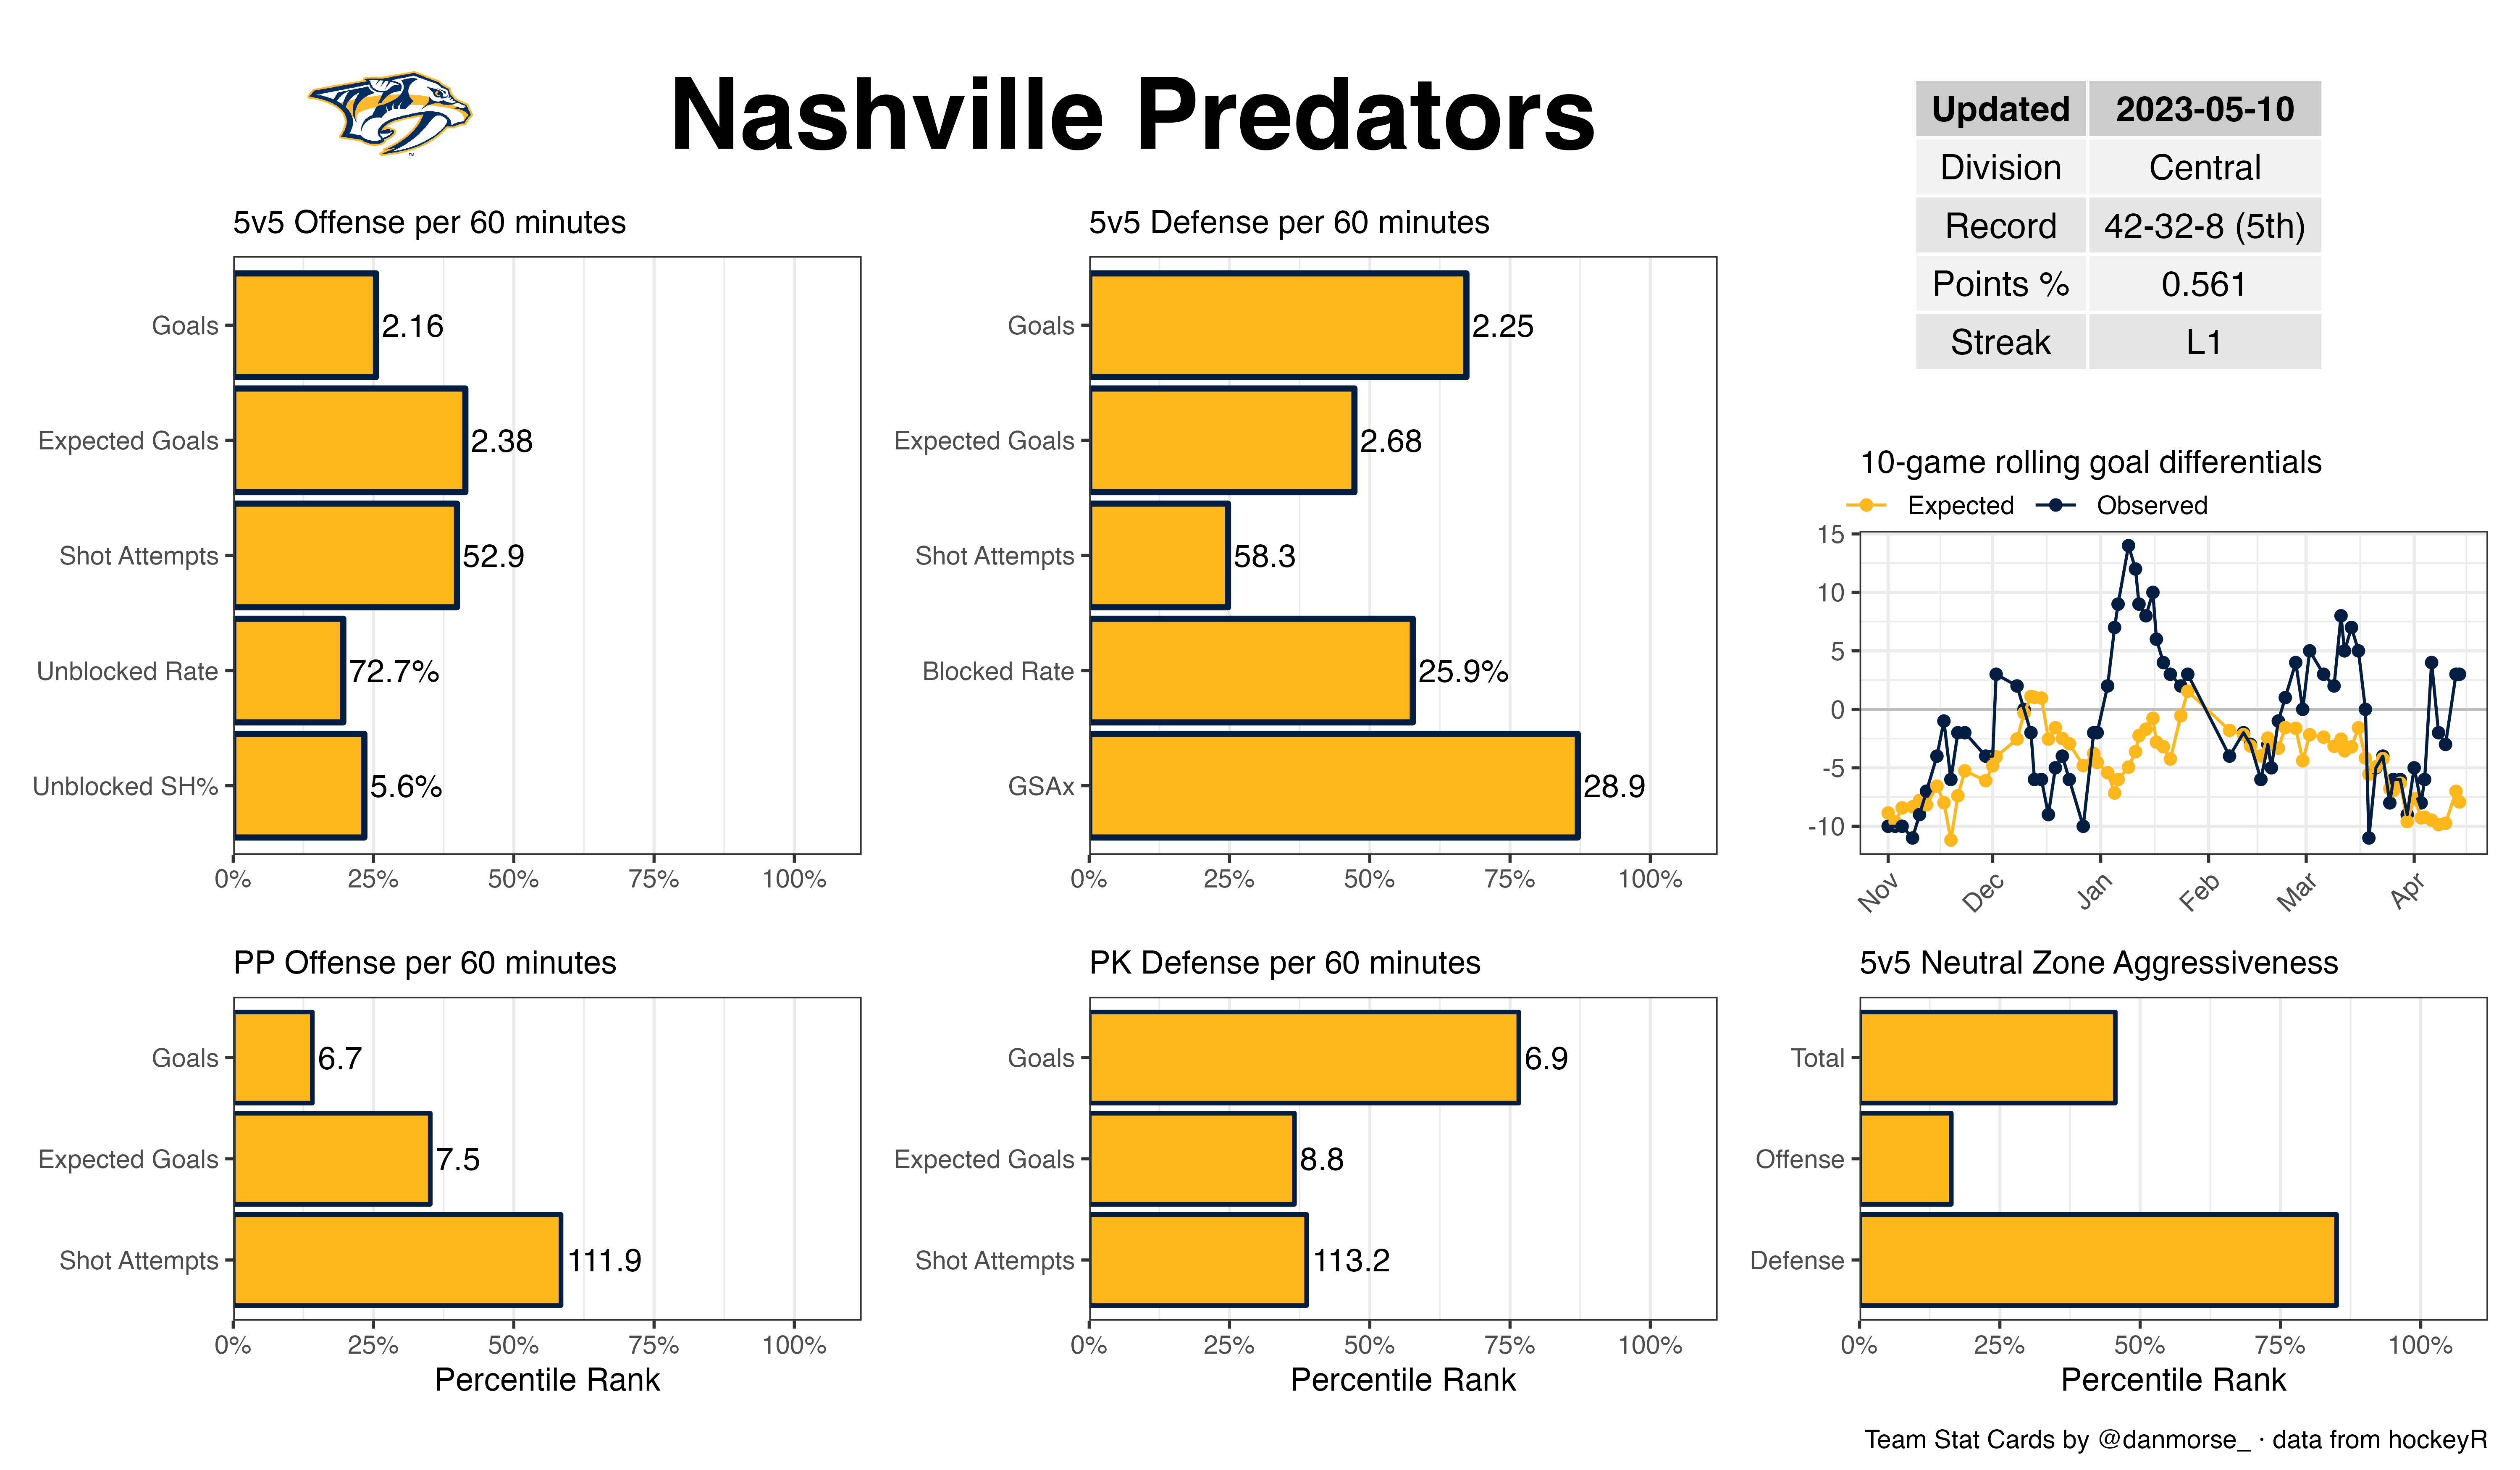 Nashville Predators
Updated 2023-05-10
Division Central
Record 42-32-8 (5th)
Points % 0.561
Streak L1
5v5 Offense per 60 minutes
Goals 2.16
Expected Goals 2.38
Shot Attempts 52.9
Unblocked Rate 72.7%
Unblocked SH% 5.6%
0% 25% 50% 75% 100%
5v5 Defense per 60 minutes
Goals 2.25
Expected Goals 2.68
Shot Attempts 58.3
Blocked Rate 25.9%
GSAx 28.9
0% 25% 50% 75% 100%
10-game rolling goal differentials
Expected Observed
15
10
5
0
-5
-10
Nov Dec Jan Feb Mar Apr
PP Offense per 60 minutes
Goals 6.7
Expected Goals 7.5
Shot Attempts 111.9
0% 25% 50% 75% 100%
Percentile Rank
PK Defense per 60 minutes
Goals 6.9
Expected Goals 8.8
Shot Attempts 113.2
0% 25% 50% 75% 100%
Percentile Rank
5v5 Neutral Zone Aggressiveness
Total
Offense
Defense
0% 25% 50% 75% 100%
Percentile Rank
Team Stat Cards by @danmorse_ · data from hockeyR